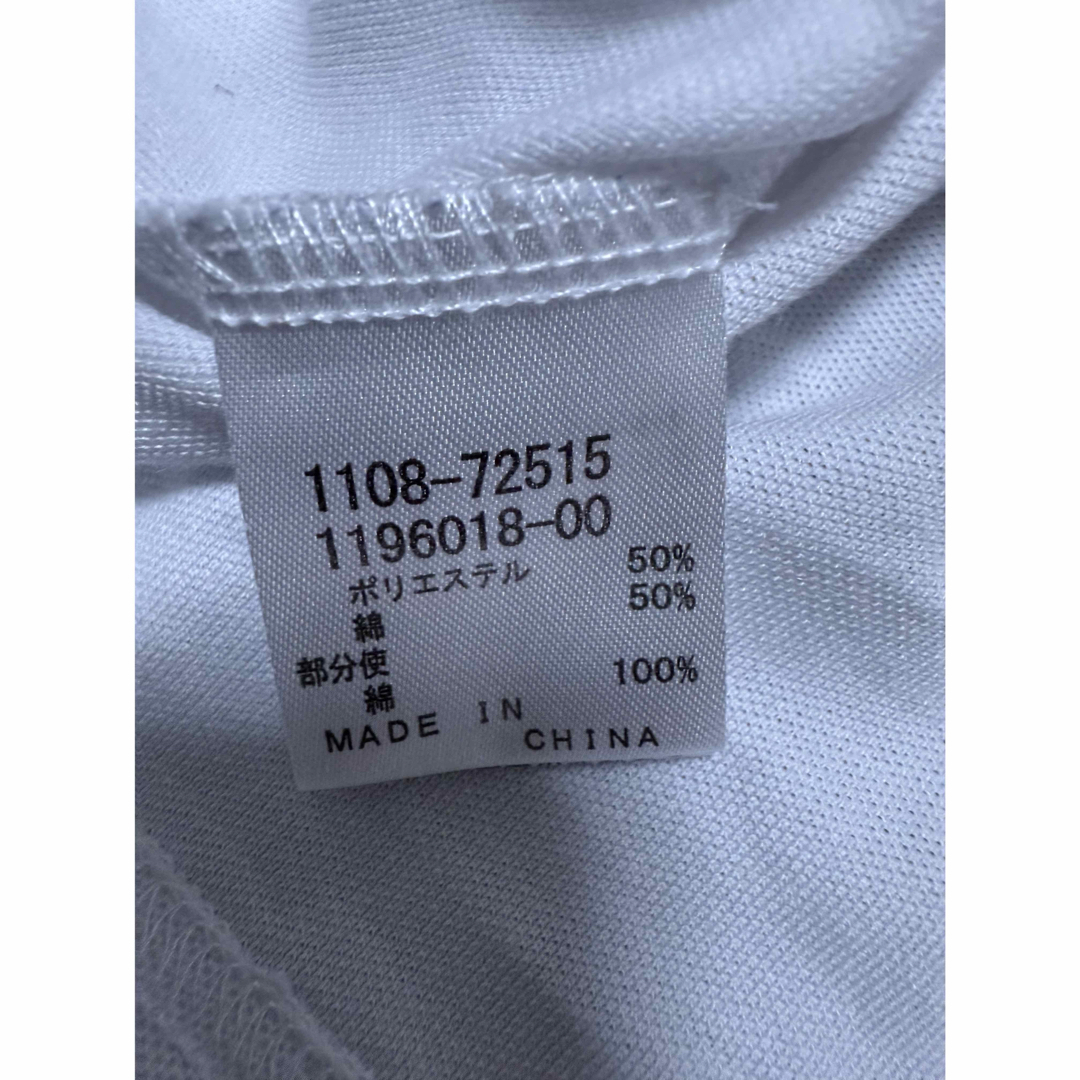 1108-72515
1196018-00
ポリエステル 50%
綿 50%
部分使
綿 100%
MADE IN
CHINA